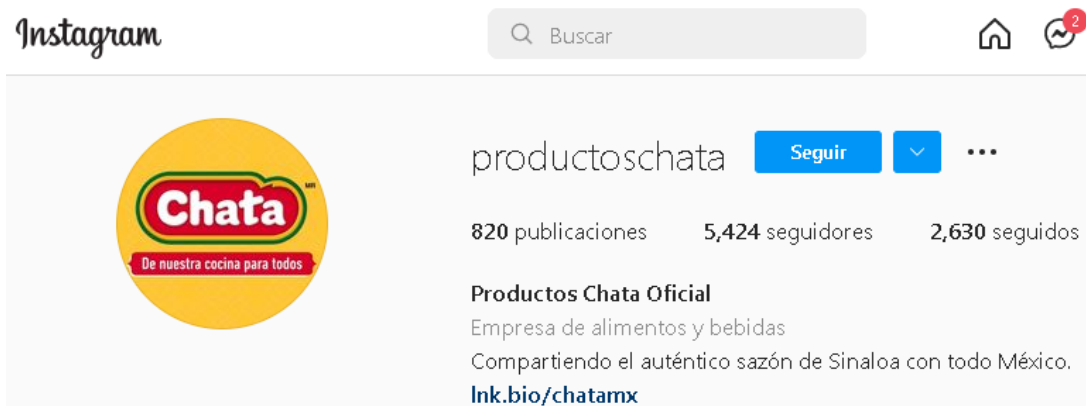 Instagram
Buscar
2
productoschata Seguir
820 publicaciones 5,424 seguidores 2,630 seguidos
Chata MR
De nuestra cocina para todos
Productos Chata Oficial
Empresa de alimentos y bebidas
Compartiendo el auténtico sazón de Sinaloa con todo México.
lnk.bio/chatamx